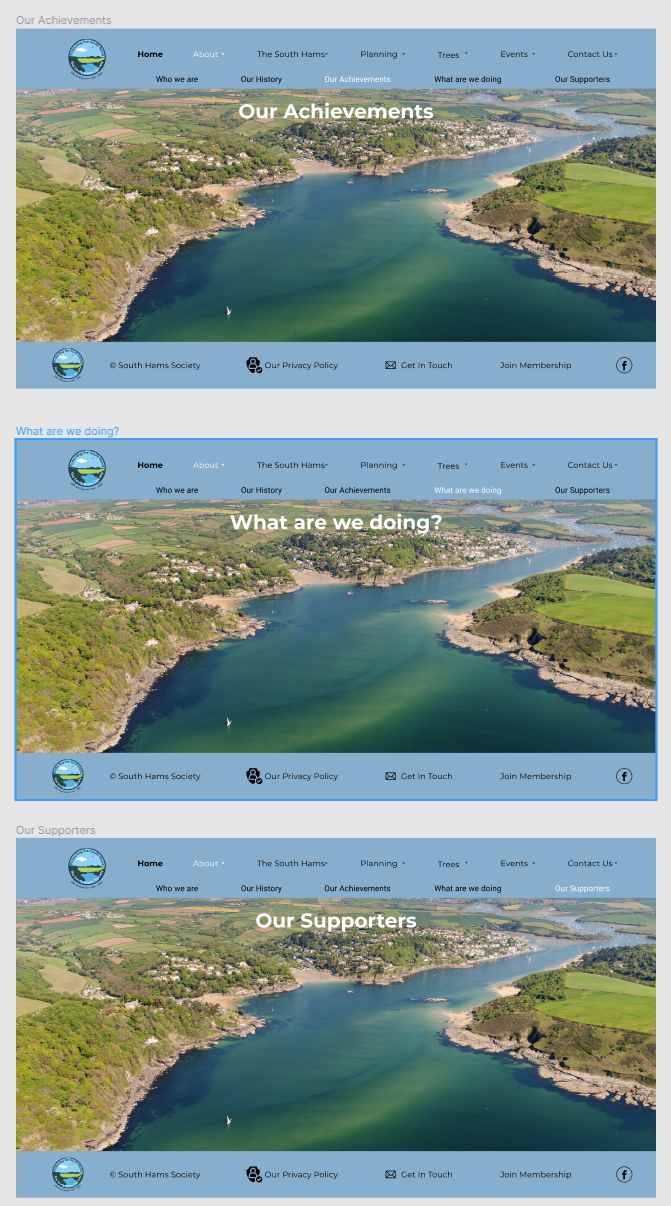 Our Achievements
Home About The South Hams Planning Trees Events Contact Us
Who we are Our History Our Achievements What are we doing Our Supporters
Our Achievements
© South Hams Society Our Privacy Policy Get In Touch Join Membership
What are we doing?
Home About The South Hams Planning Trees Events Contact Us
Who we are Our History Our Achievements What are we doing Our Supporters
What are we doing?
© South Hams Society Our Privacy Policy Get In Touch Join Membership
Our Supporters
Home About The South Hams Planning Trees Events Contact Us
Who we are Our History Our Achievements What are we doing Our Supporters
Our Supporters
© South Hams Society Our Privacy Policy Get In Touch Join Membership